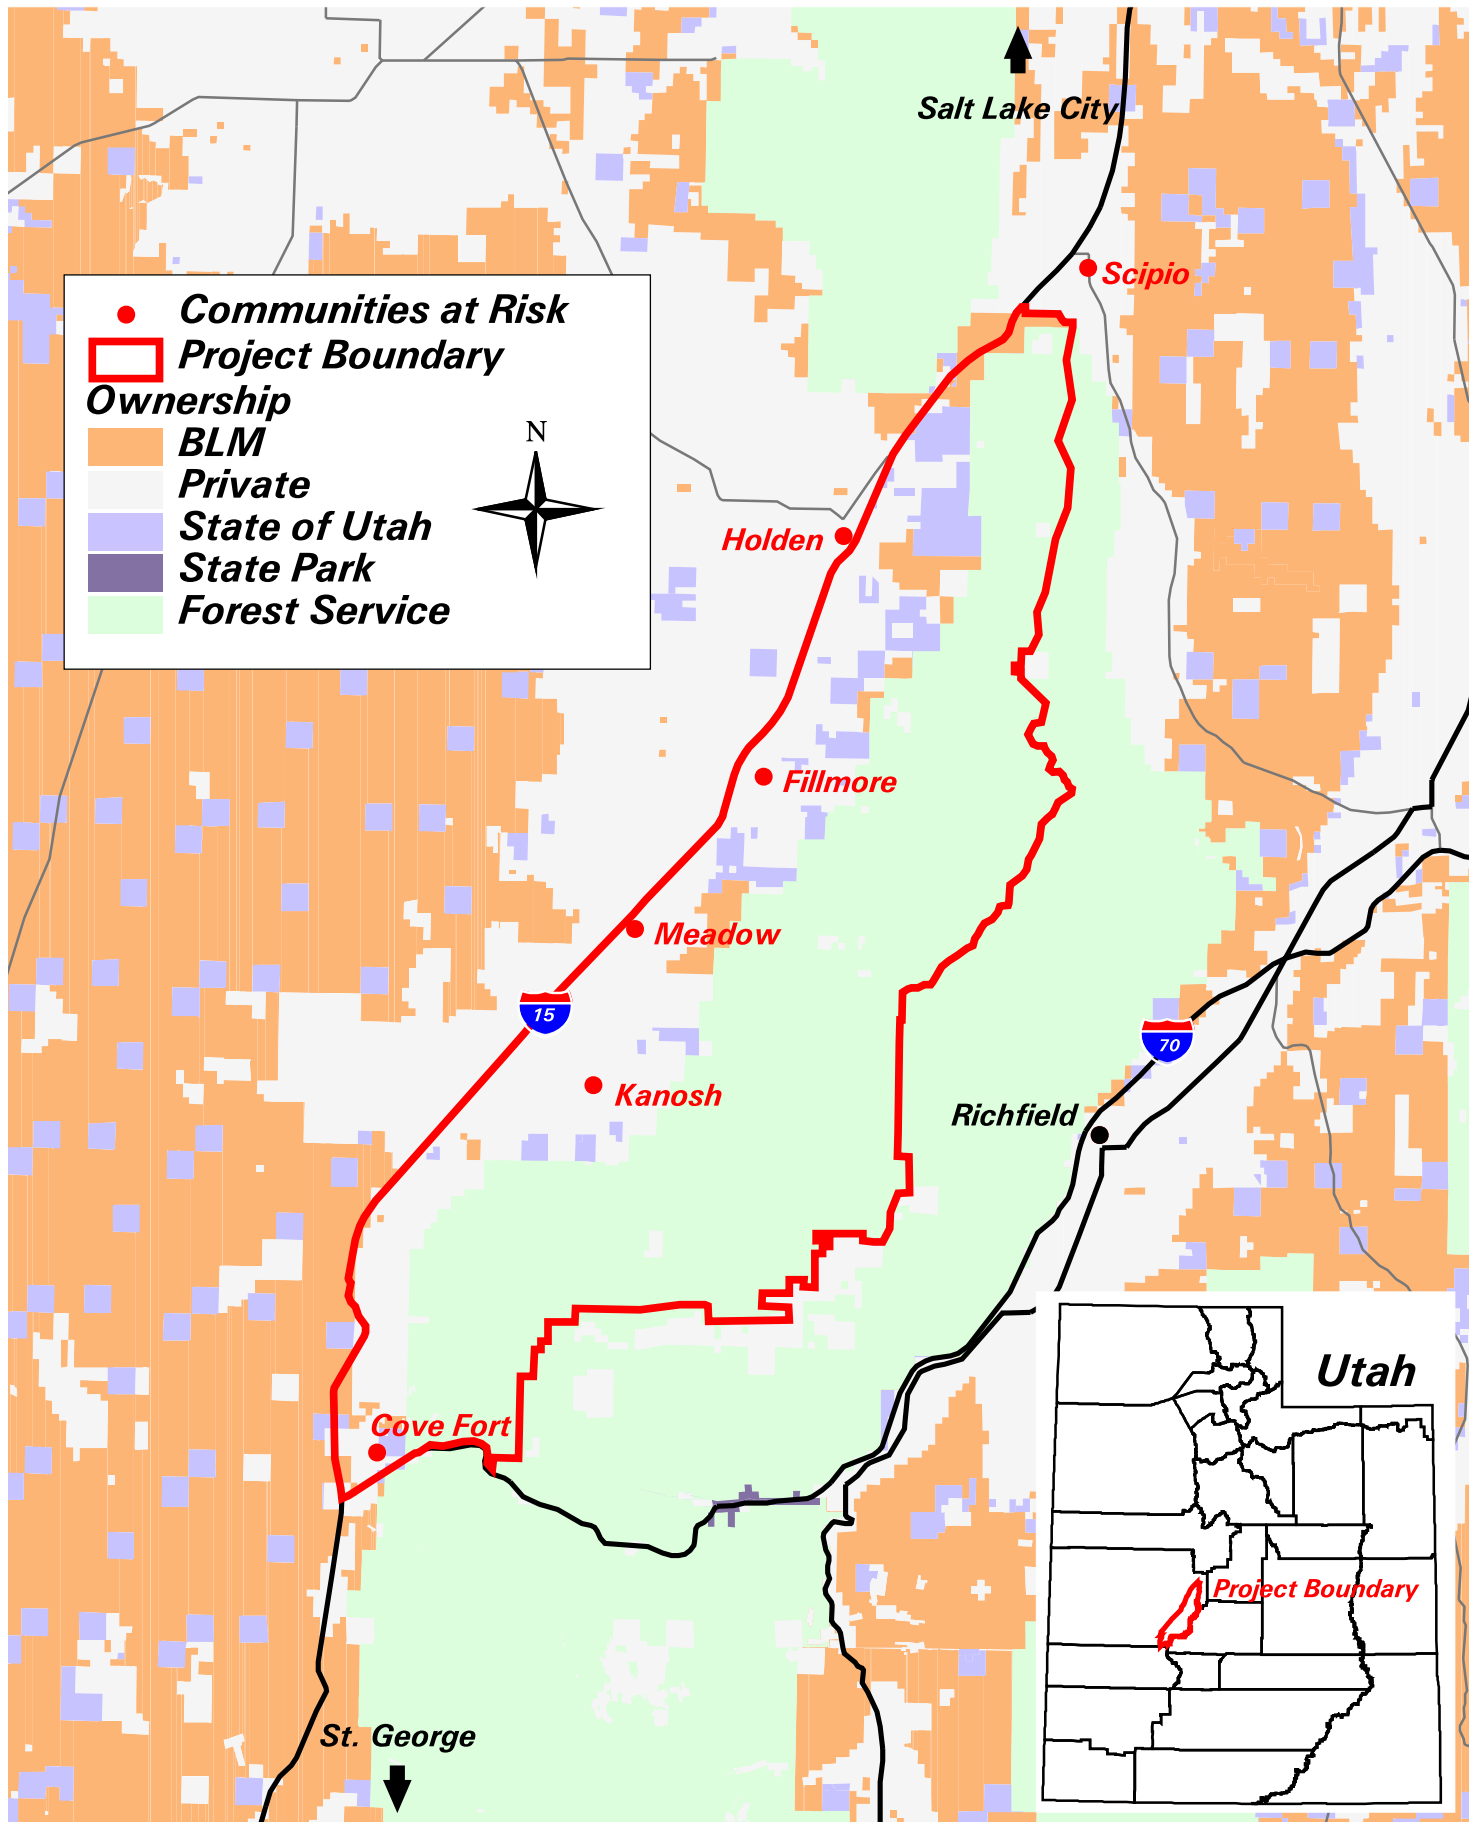 Salt Lake City
Scipio
Communities at Risk
Project Boundary
Ownership
BLM
Private
State of Utah
State Park
Forest Service
N
Holden
Fillmore
Meadow
15
Kanosh
70
Richfield
Cove Fort
Utah
Project Boundary
St. George